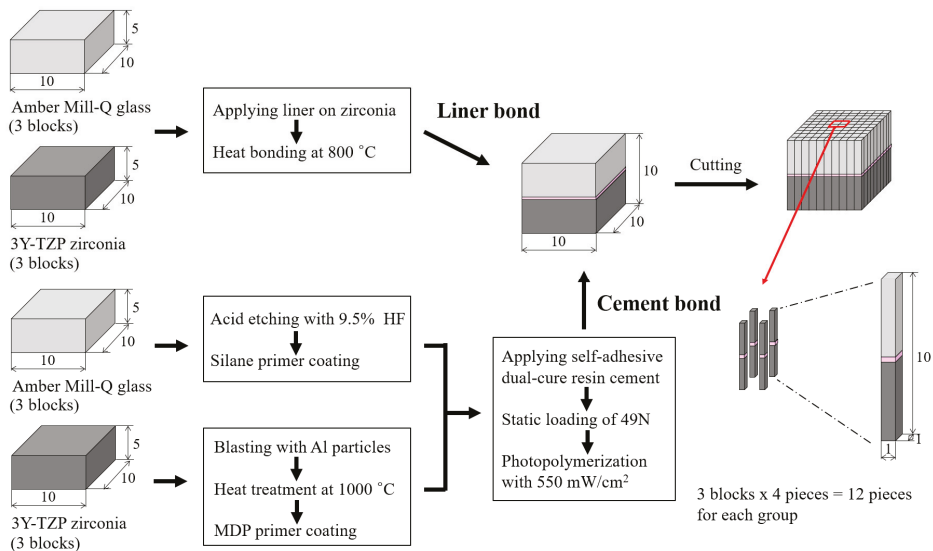 5
10
10
Amber Mill-Q glass
(3 blocks)
5
10
10
3Y-TZP zirconia
(3 blocks)
Applying liner on zirconia
Heat bonding at 800 ˚C
Liner bond
10
10
10
Cutting
5
10
10
Amber Mill-Q glass
(3 blocks)
5
10
10
3Y-TZP zirconia
(3 blocks)
Acid etching with 9.5% HF
Silane primer coating
Blasting with Al particles
Heat treatment at 1000 ˚C
MDP primer coating
Cement bond
Applying self-adhesive
dual-cure resin cement
Static loading of 49N
Photopolymerization
with 550 mW/cm²
10
1
1
3 blocks x 4 pieces = 12 pieces
for each group